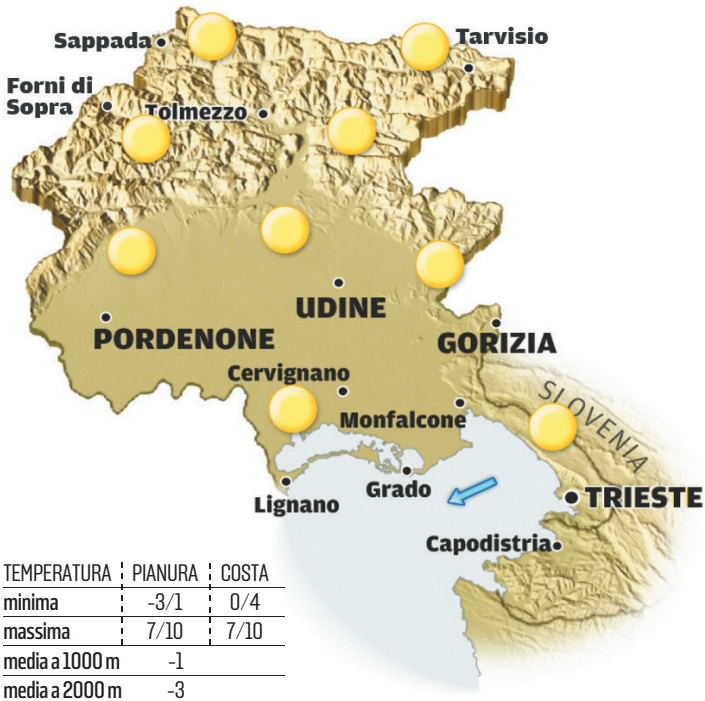 Sappada
Tarvisio
Forni di
Sopra
Tolmezzo
UDINE
PORDENONE
GORIZIA
Cervignano
SLOVENIA
Monfalcone
Grado
Lignano
TRIESTE
Capodistria
TEMPERATURA PIANURA COSTA
minima -3/1 0/4
massima 7/10 7/10
media a 1000 m -1
media a 2000 m -3